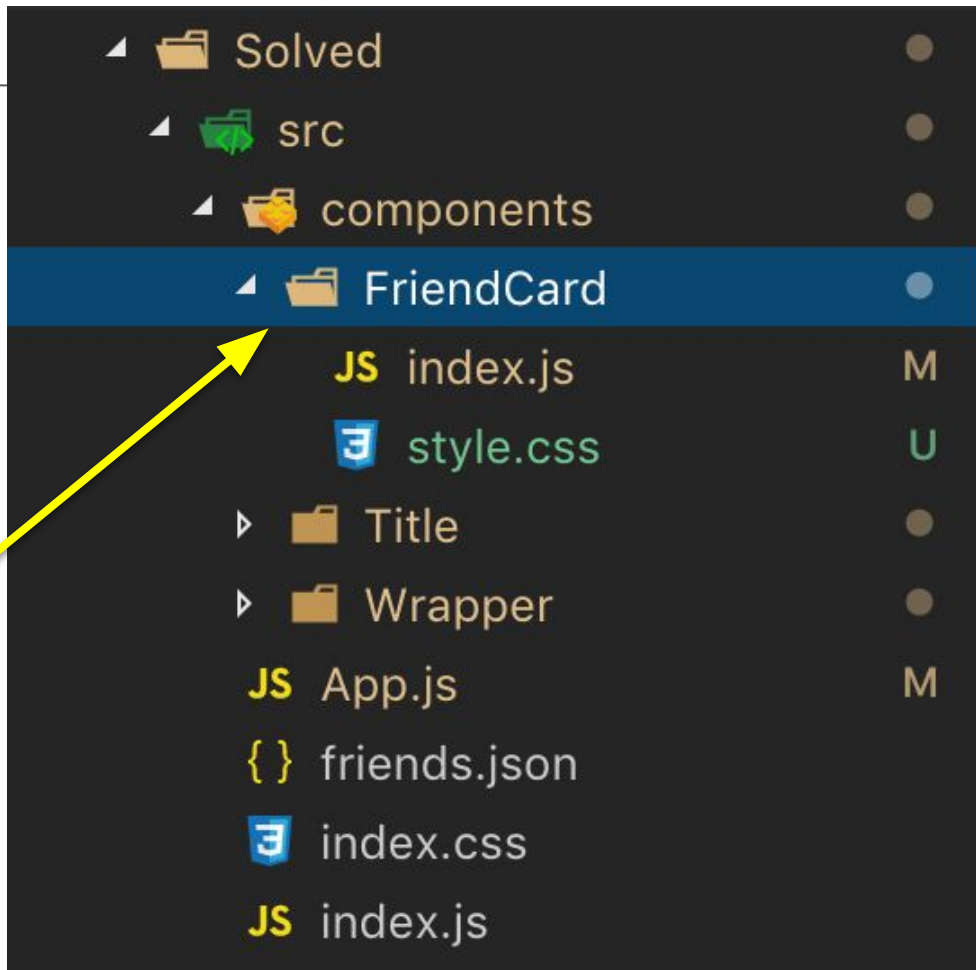 Solved
src
components
FriendCard
JS index.js M
style.css U
Title
Wrapper
JS App.js M
{ } friends.json
index.css
JS index.js